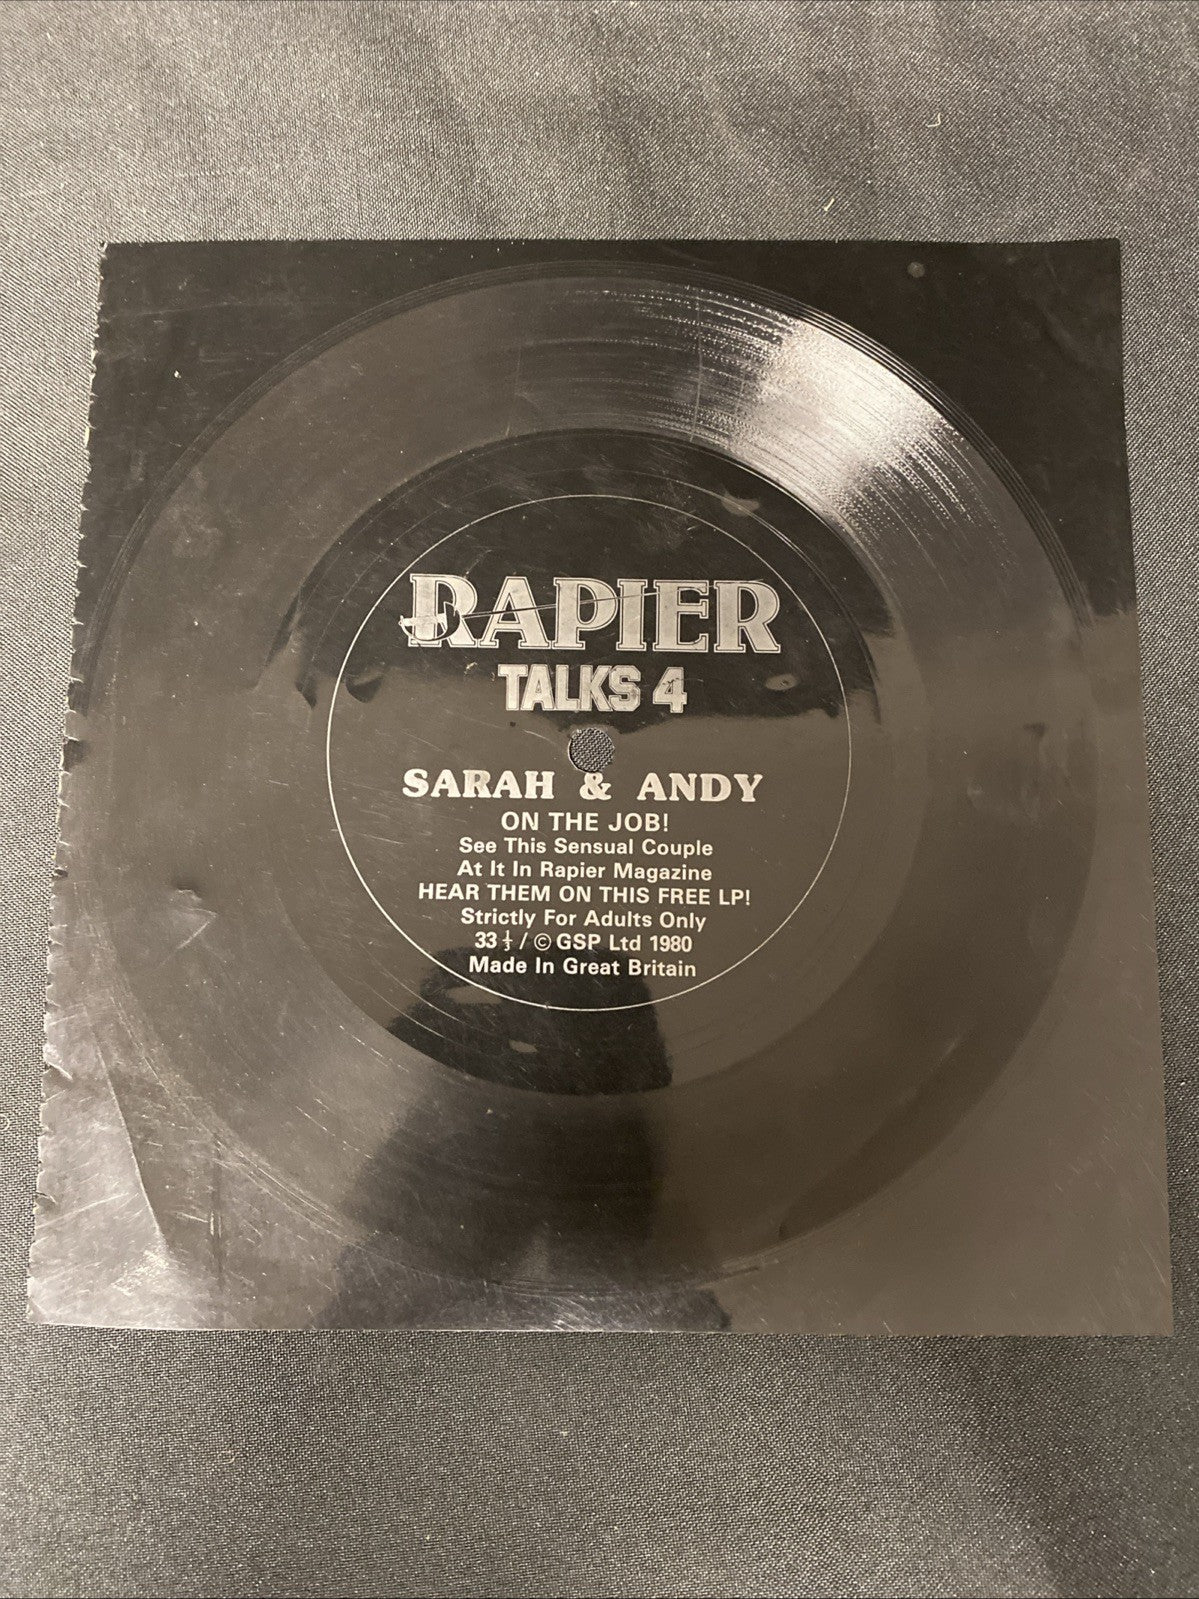 RAPIER
TALKS 4
SARAH & ANDY
ON THE JOB!
See This Sensual Couple
At It In Rapier Magazine
HEAR THEM ON THIS FREE LP!
Strictly For Adults Only
33 ⅓ / © GSP Ltd 1980
Made In Great Britain